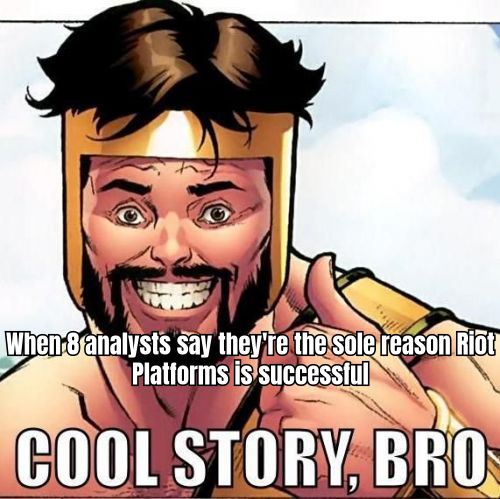 When 8 analysts say they're the sole reason Riot
Platforms is successful
COOL STORY, BRO